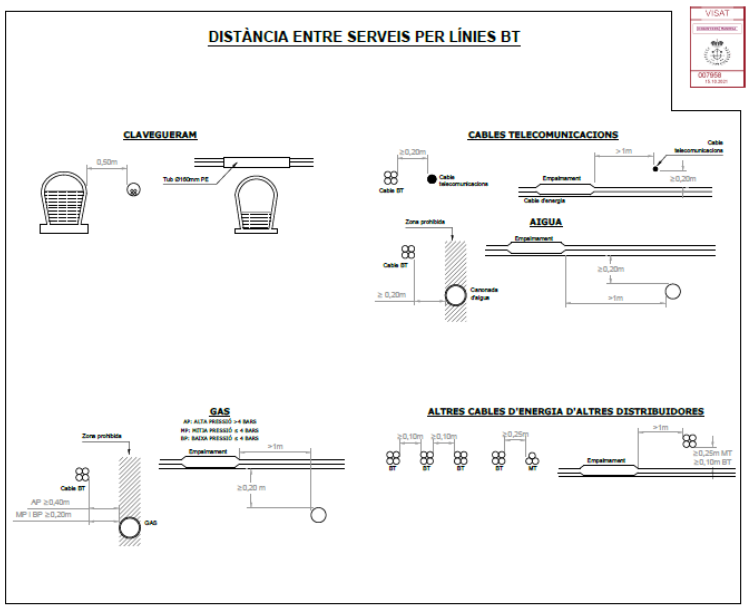 DISTÀNCIA ENTRE SERVEIS PER LÍNIES BT
VISAT
007958
15.10.2021
CLAVEGUERAM
0,50m
Tub Ø160mm PE
CABLES TELECOMUNICACIONS
≥0,20m
Cable BT
Cable
telecomunicacions
Empalmament
Cable d'energia
>1m
Cable
telecomunicacions
≥0,20m
AIGUA
Zona prohibida
Cable BT
≥ 0,20m
Canonada
d'aigua
Empalmament
≥0,20m
>1m
GAS
AP: ALTA PRESSIÓ >4 BARS
MP: MITJA PRESSIÓ ≤ 4 BARS
BP: BAIXA PRESSIÓ ≤ 4 BARS
Zona prohibida
Cable BT
AP ≥0,40m
MP I BP ≥0,20m
GAS
Empalmament
>1m
≥0,20 m
ALTRES CABLES D'ENERGIA D'ALTRES DISTRIBUIDORES
≥0,10m
≥0,10m
BT
BT
BT
≥0,25m
BT
MT
Empalmament
>1m
≥0,25m MT
≥0,10m BT